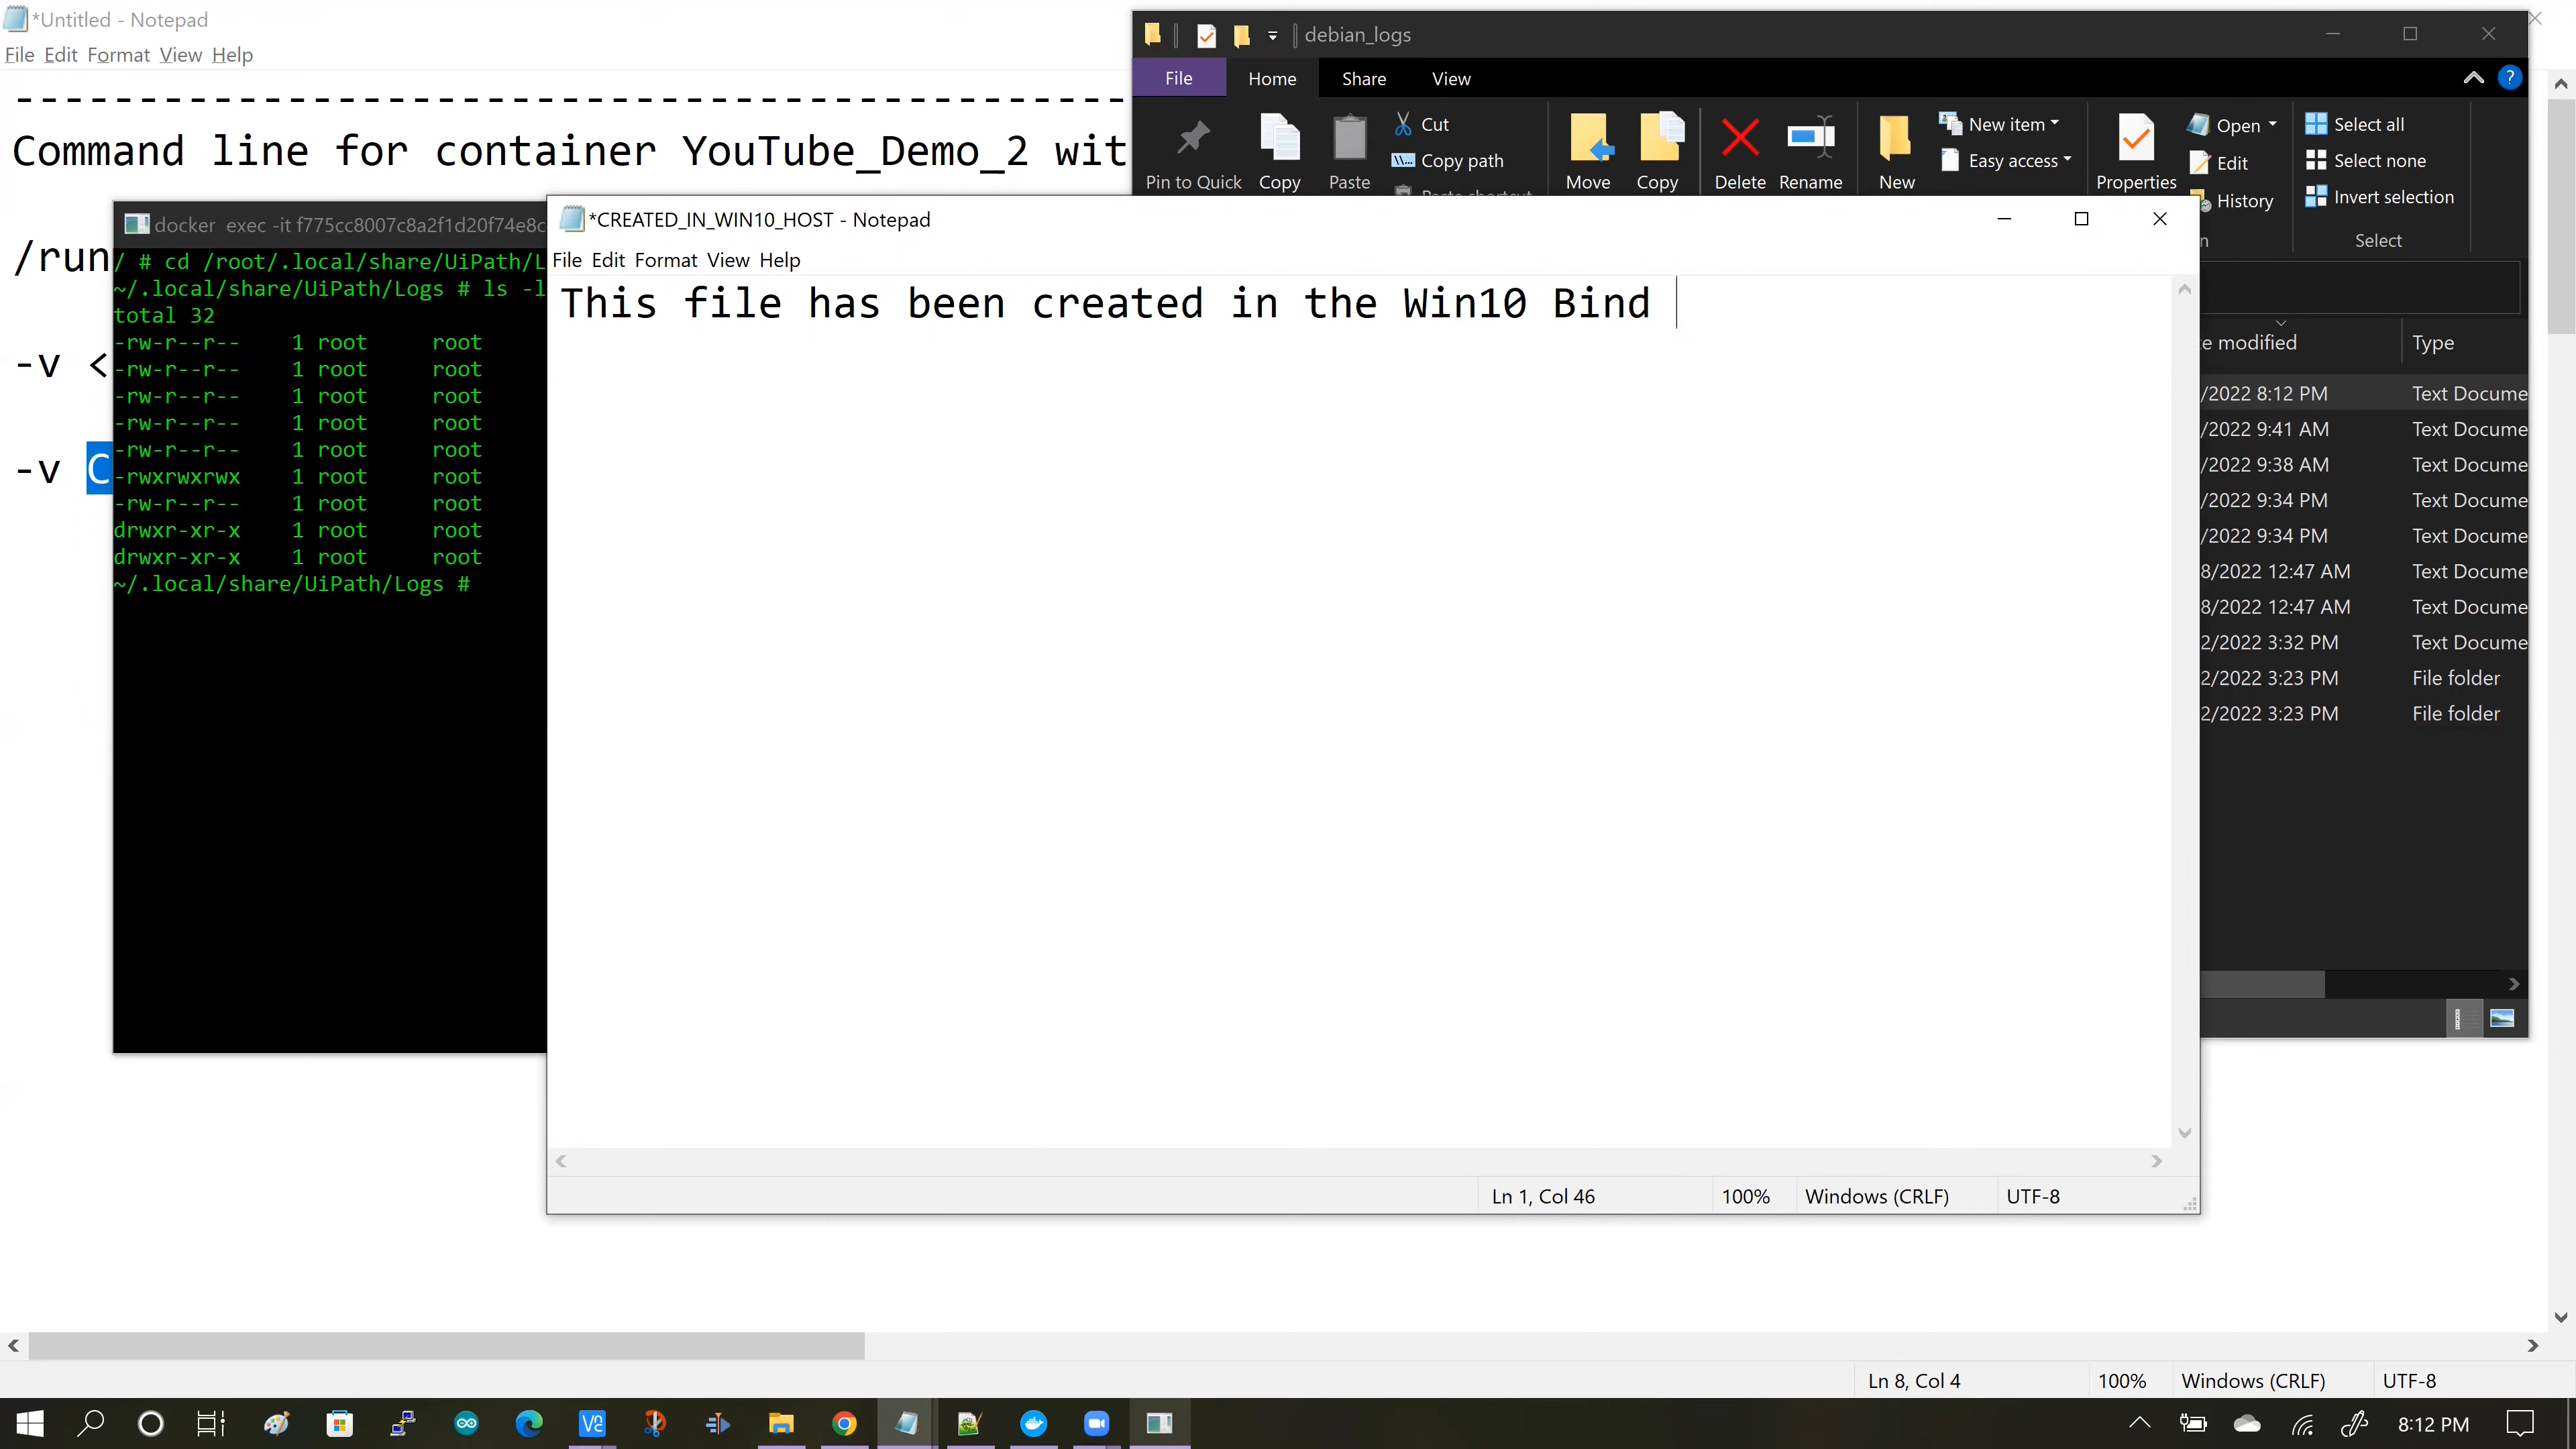 *Untitled - Notepad
File Edit Format View Help
------------------------------------------
Command line for container YouTube_Demo_2 wit
/run
-v <
-v C
debian_logs
File Home Share View
Pin to Quick
Copy
Paste
Cut
Copy path
Paste shortcut
Move
Copy
Delete
Rename
New
New item
Easy access
Properties
Open
Edit
History
Select all
Select none
Invert selection
Select
docker exec -it f775cc8007c8a2f1d20f74e8c
/ # cd /root/.local/share/UiPath/L
~/.local/share/UiPath/Logs # ls -l
total 32
-rw-r--r-- 1 root root
-rw-r--r-- 1 root root
-rw-r--r-- 1 root root
-rw-r--r-- 1 root root
-rw-r--r-- 1 root root
-rwxrwxrwx 1 root root
-rw-r--r-- 1 root root
drwxr-xr-x 1 root root
drwxr-xr-x 1 root root
~/.local/share/UiPath/Logs #
*CREATED_IN_WIN10_HOST - Notepad
File Edit Format View Help
This file has been created in the Win10 Bind
Ln 1, Col 46 100% Windows (CRLF) UTF-8
modified Type
/2022 8:12 PM Text Docume
/2022 9:41 AM Text Docume
/2022 9:38 AM Text Docume
/2022 9:34 PM Text Docume
/2022 9:34 PM Text Docume
8/2022 12:47 AM Text Docume
8/2022 12:47 AM Text Docume
2/2022 3:32 PM Text Docume
2/2022 3:23 PM File folder
2/2022 3:23 PM File folder
Ln 8, Col 4 100% Windows (CRLF) UTF-8
8:12 PM